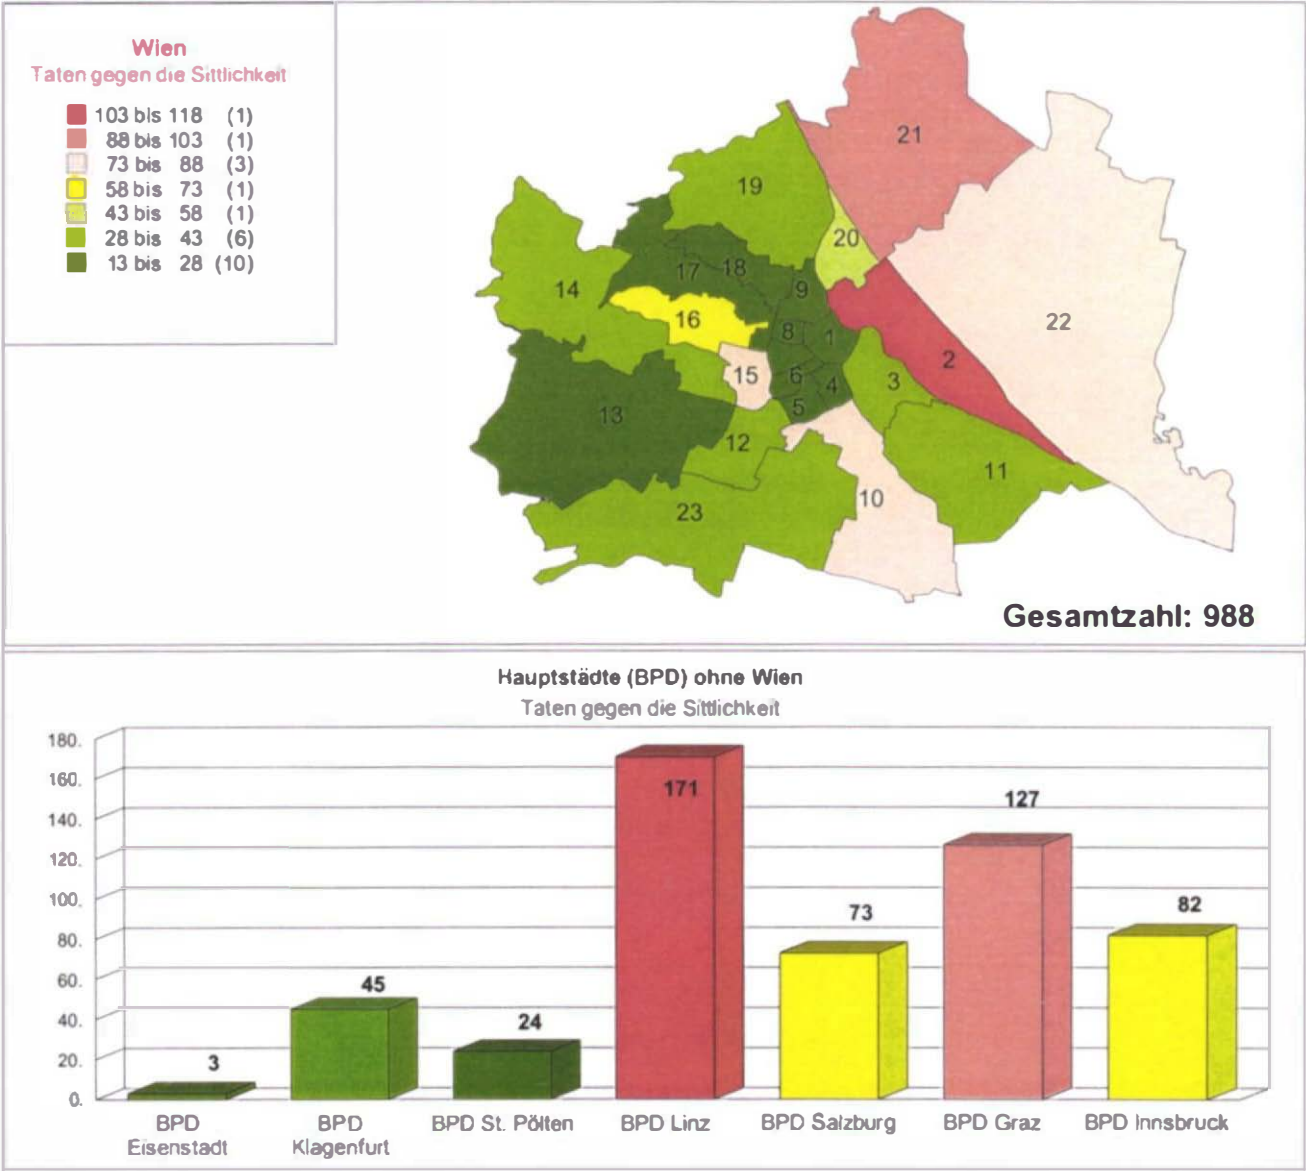 Wien
Taten gegen die Sittlichkeit
103 bis 118 (1)
88 bis 103 (1)
73 bis 88 (3)
58 bis 73 (1)
43 bis 58 (1)
28 bis 43 (6)
13 bis 28 (10)
21
19
20
18
17
9
14
22
16
8
1
2
15
6
4
3
5
13
12
11
10
23
Gesamtzahl: 988
Hauptstädte (BPD) ohne Wien
Taten gegen die Sittlichkeit
180.
160.
140.
120.
100.
80.
60.
40.
20.
0.
3
45
24
171
73
127
82
BPD
Eisenstadt
BPD
Klagenfurt
BPD St. Pölten
BPD Linz
BPD Salzburg
BPD Graz
BPD Innsbruck